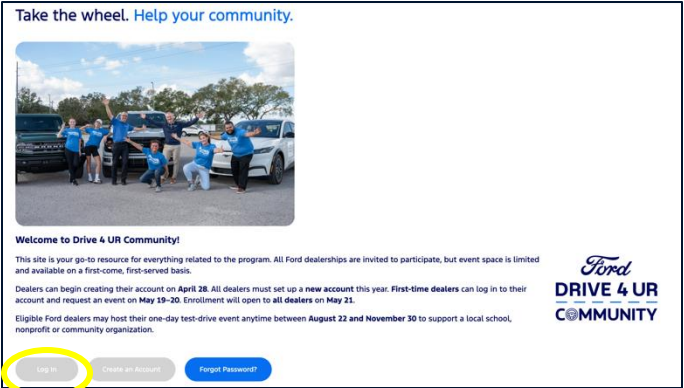 Take the wheel. Help your community.
Welcome to Drive 4 UR Community!
This site is your go-to resource for everything related to the program. All Ford dealerships are invited to participate, but event space is limited
and available on a first-come, first-served basis.
Dealers can begin creating their account on April 28. All dealers must set up a new account this year. First-time dealers can log in to their
account and request an event on May 19-20. Enrollment will open to all dealers on May 21.
Eligible Ford dealers may host their one-day test-drive event anytime between August 22 and November 30 to support a local school,
nonprofit or community organization.
Ford
DRIVE 4 UR
COMMUNITY
Log In
Create an Account
Forgot Password?